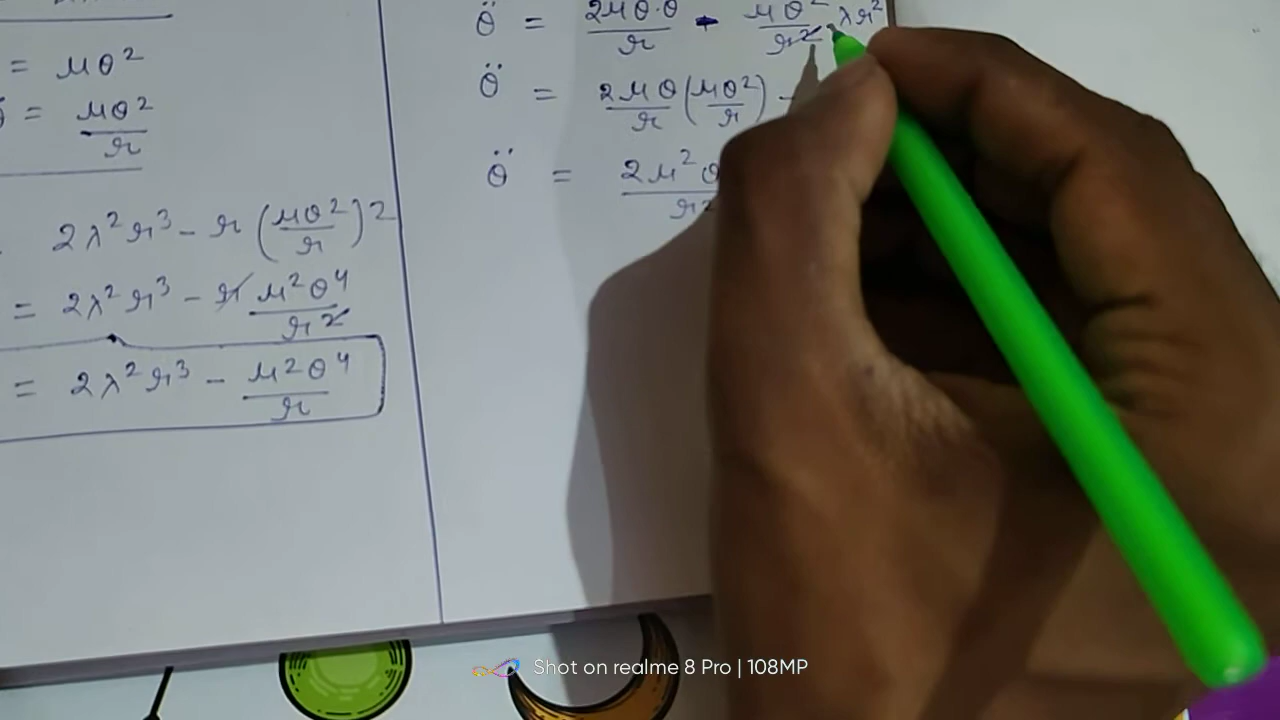 = μθ²
= μθ²/r
2λ²r³ - r (μθ²/r)²
= 2λ²r³ - r μ²θ⁴/r²
= 2λ²r³ - μ²θ⁴/r
θ̈ = 2μθ·θ̇/r - μθ²/r² λr²
θ̈ = 2μθ/r (μθ²/r) -
θ̈ = 2μ²θ/r²
Shot on realme 8 Pro | 108MP